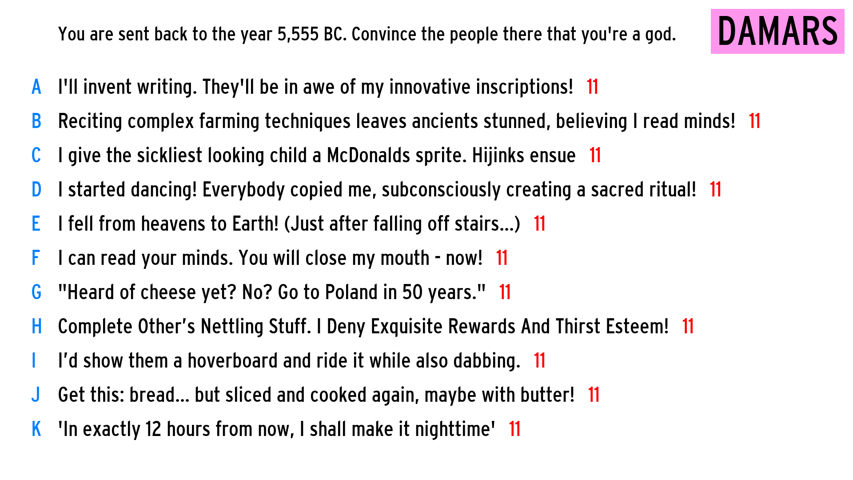 You are sent back to the year 5,555 BC. Convince the people there that you're a god.
DAMARS
A I'll invent writing. They'll be in awe of my innovative inscriptions! 11
B Reciting complex farming techniques leaves ancients stunned, believing I read minds! 11
C I give the sickliest looking child a McDonalds sprite. Hijinks ensue 11
D I started dancing! Everybody copied me, subconsciously creating a sacred ritual! 11
E I fell from heavens to Earth! (Just after falling off stairs...) 11
F I can read your minds. You will close my mouth - now! 11
G "Heard of cheese yet? No? Go to Poland in 50 years." 11
H Complete Other’s Nettling Stuff. I Deny Exquisite Rewards And Thirst Esteem! 11
I I’d show them a hoverboard and ride it while also dabbing. 11
J Get this: bread... but sliced and cooked again, maybe with butter! 11
K 'In exactly 12 hours from now, I shall make it nighttime' 11